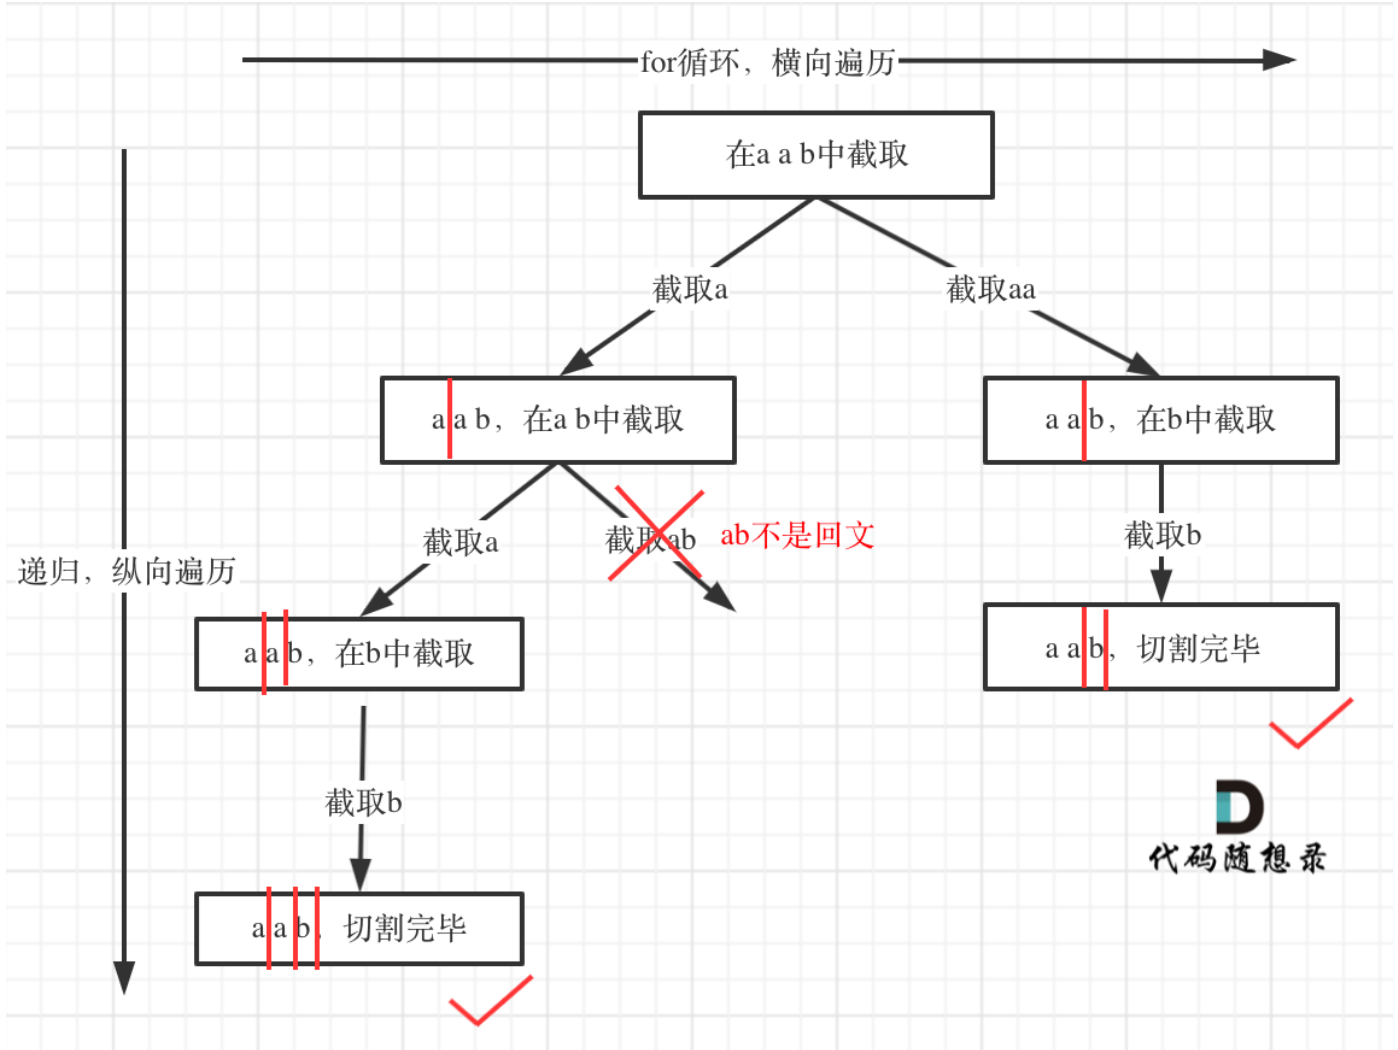 for循环，横向遍历
在a a b中截取
截取a
截取aa
a a b，在a b中截取
a a b，在b中截取
截取a
截取ab
ab不是回文
截取b
递归，纵向遍历
a a b，在b中截取
a a b，切割完毕
截取b
代码随想录
a a b，切割完毕